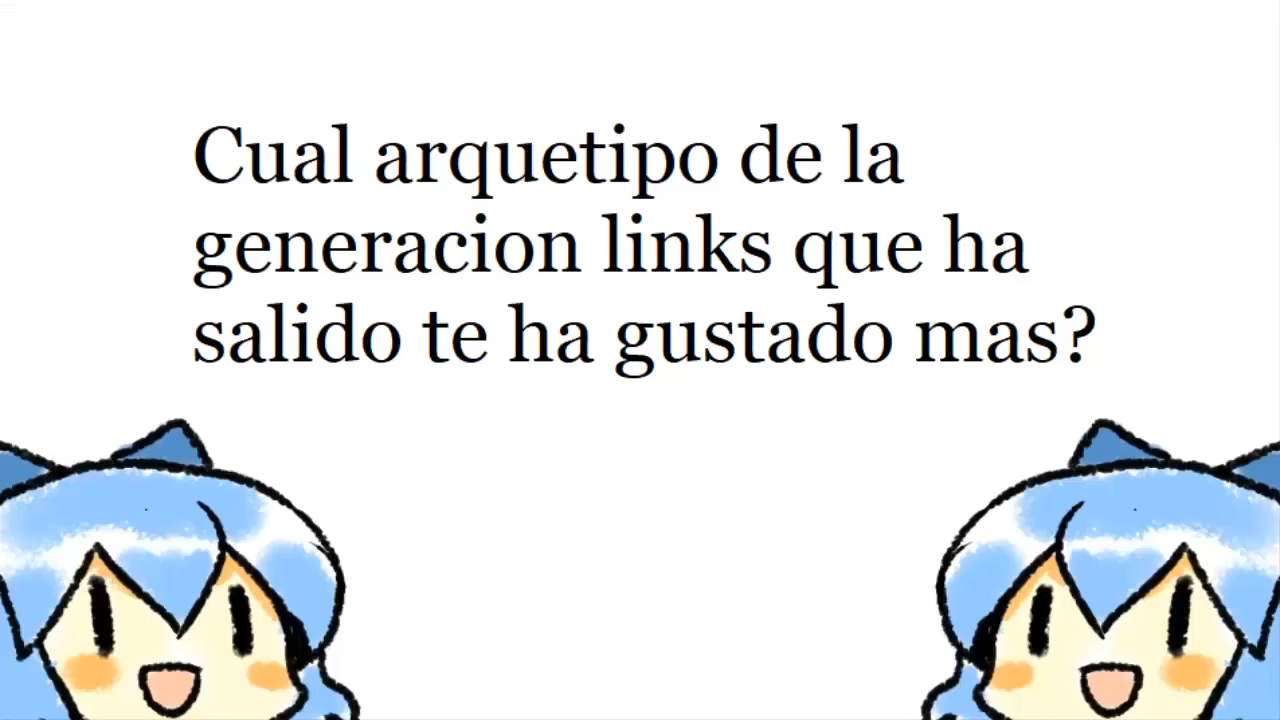 Cual arquetipo de la
generacion links que ha
salido te ha gustado mas?